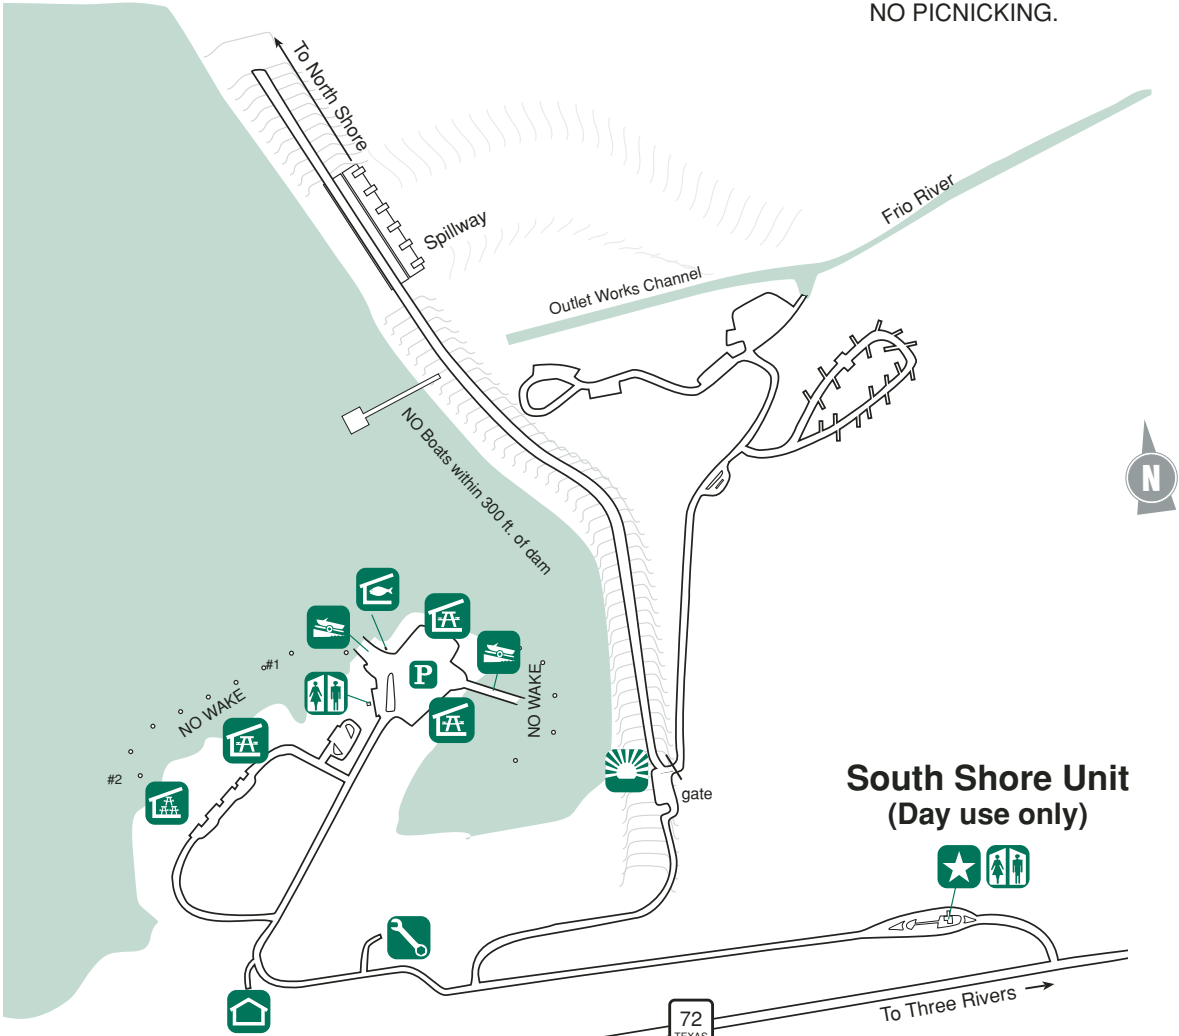 NO PICNICKING.
To North Shore
Spillway
Frio River
Outlet Works Channel
NO Boats within 300 ft. of dam
N
#1
P
NO WAKE
NO WAKE
#2
gate
South Shore Unit
(Day use only)
To Three Rivers
72
TEXAS